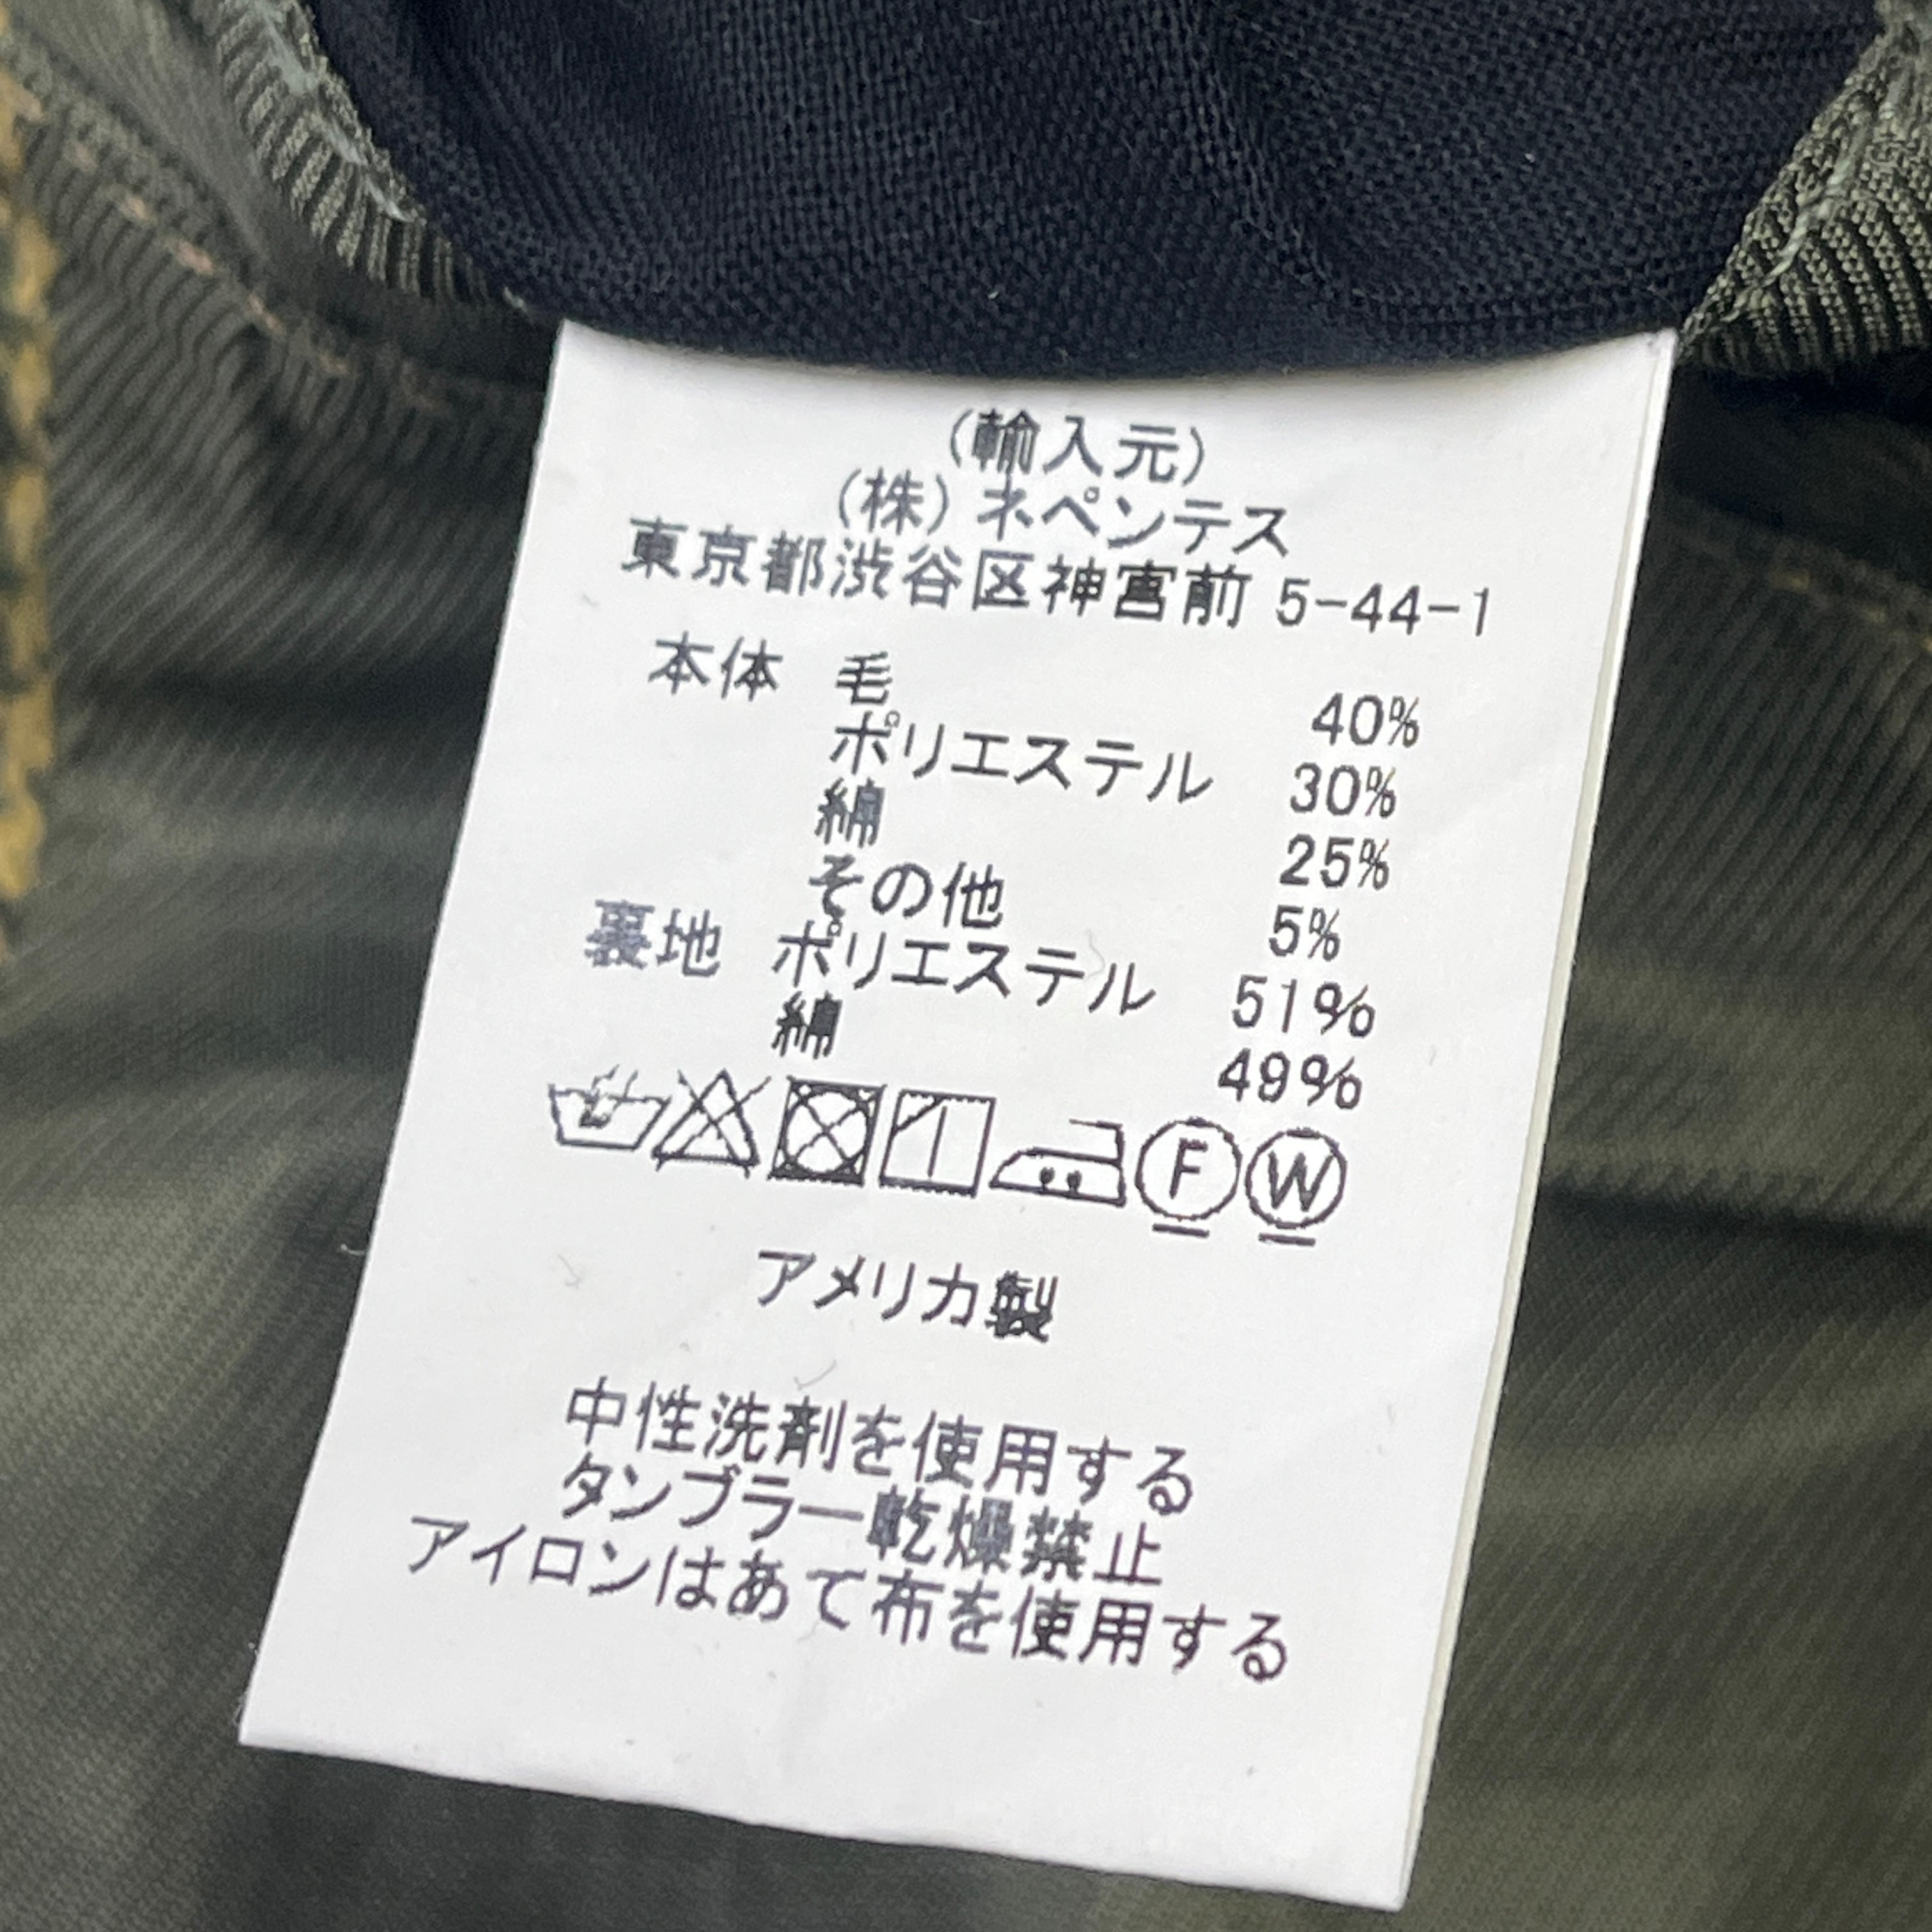 (輸入元)
(株) ネペンテス
東京都渋谷区神宮前 5-44-1
本体 毛 40%
ポリエステル 30%
綿 25%
その他 5%
裏地 ポリエステル 51%
綿 49%
F W
アメリカ製
中性洗剤を使用する
タンブラー乾燥禁止
アイロンはあて布を使用する